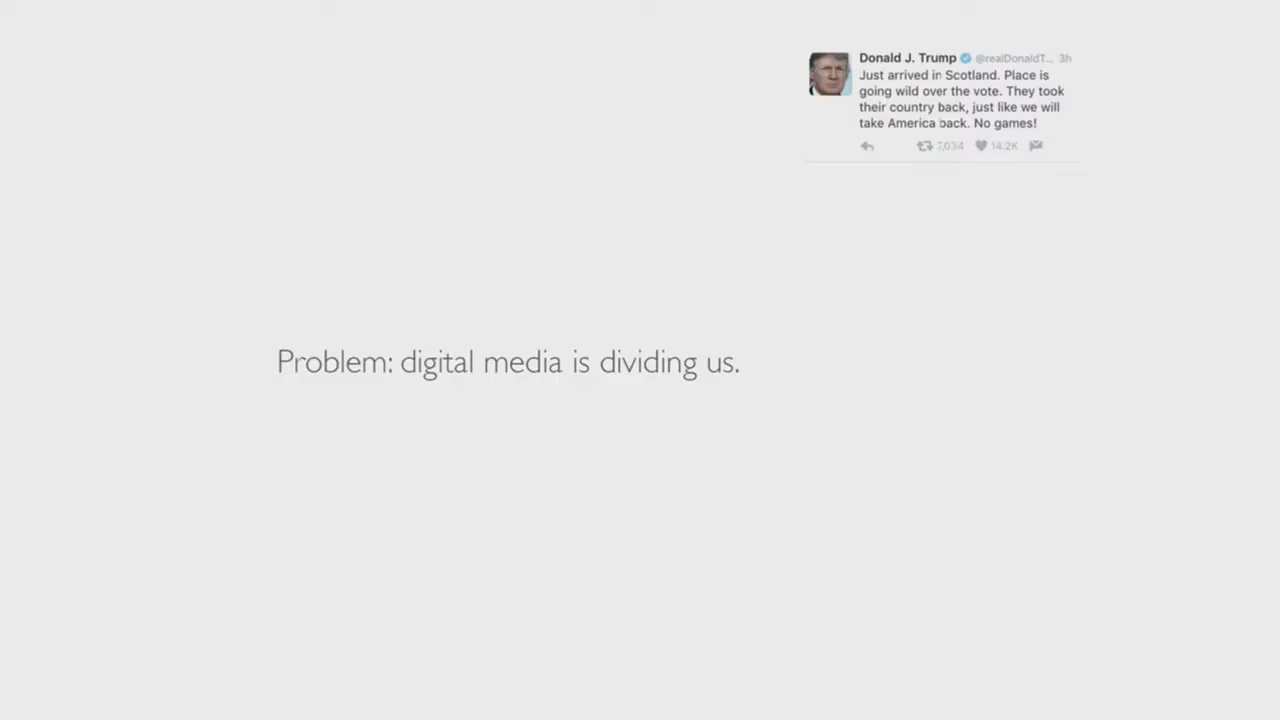 Donald J. Trump @realDonaldT... 3h
Just arrived in Scotland. Place is
going wild over the vote. They took
their country back, just like we will
take America back. No games!
7,034 14.2K
Problem: digital media is dividing us.